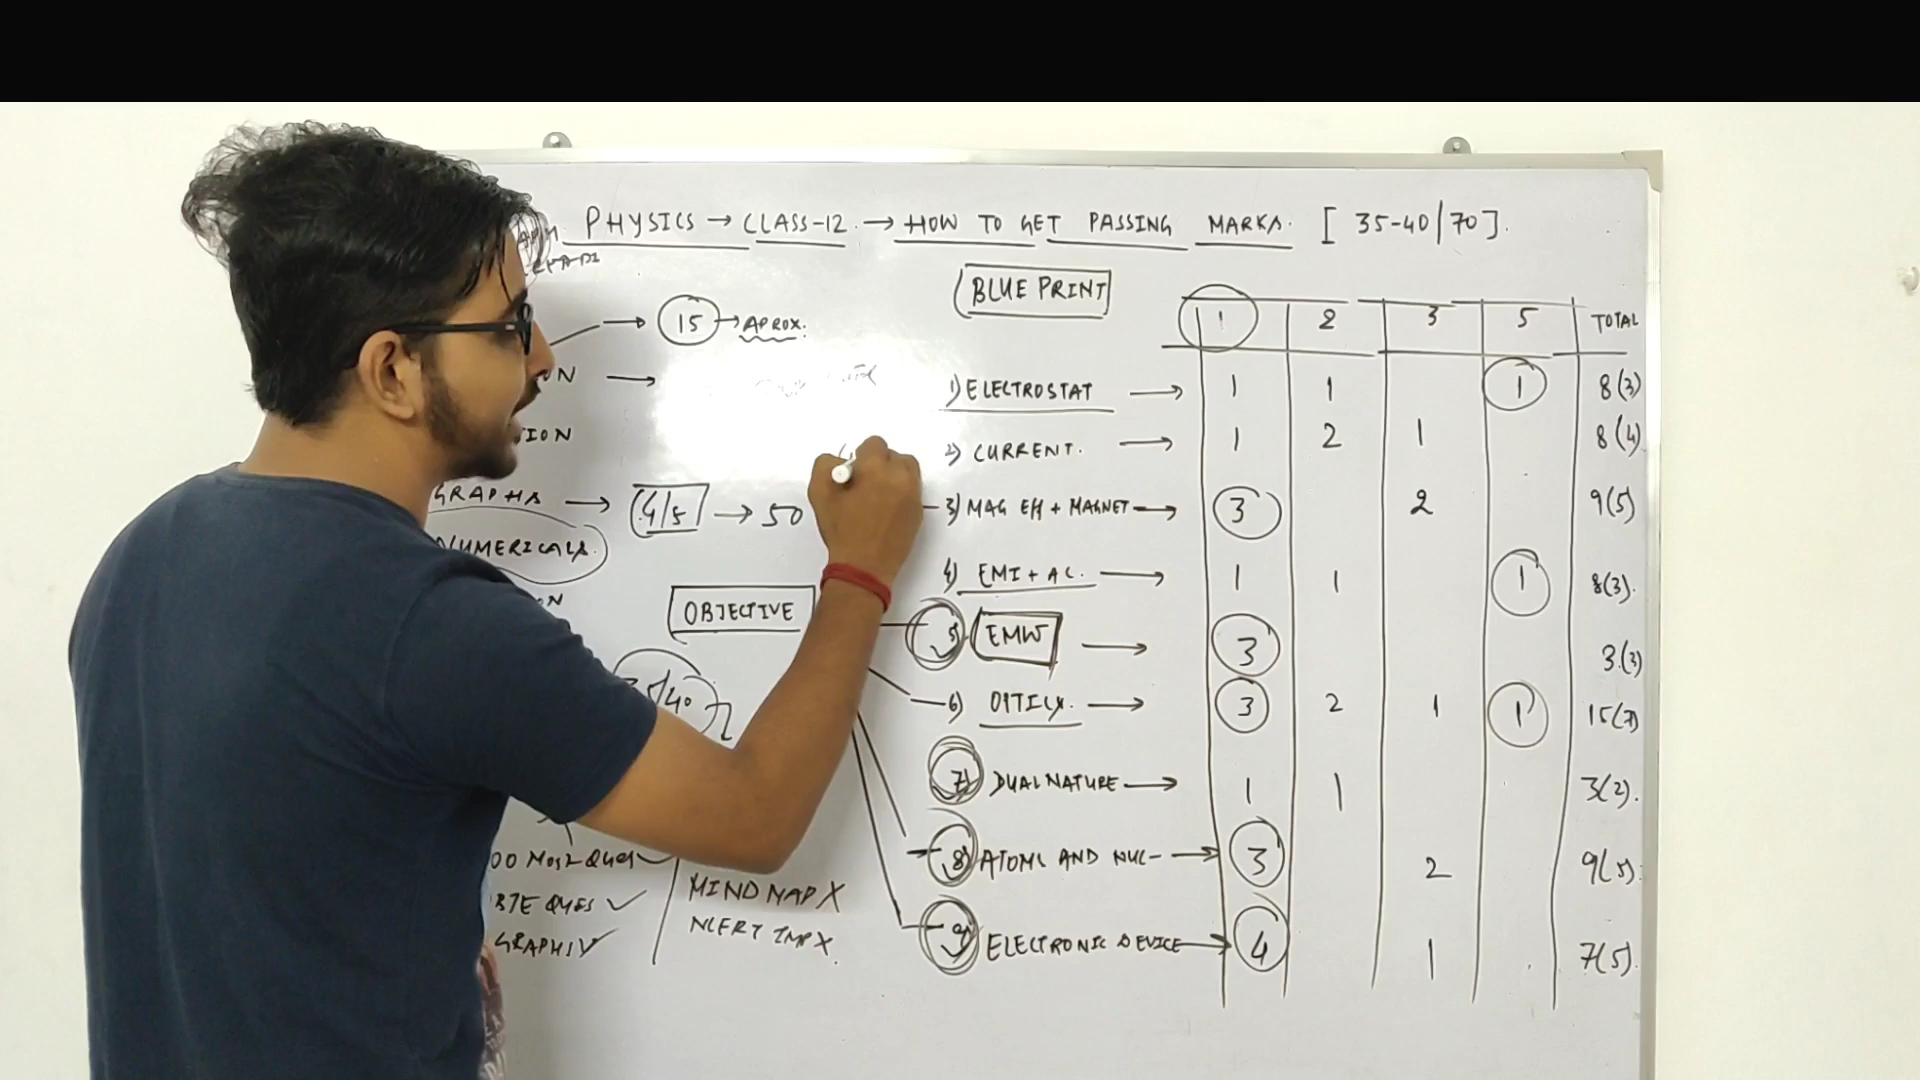 PHYSICS → CLASS-12. → HOW TO GET PASSING MARKS. [35-40/70].
15 → APROX.
GRAPHS → 4/5 → 50
NUMERICALS.
OBJECTIVE
MIND MAP X
NCERT IMP X
BLUE PRINT
1 2 3 5 TOTAL
1) ELECTROSTAT → 1 1 1 8(3)
2) CURRENT. → 1 2 1 8(4)
3) MAG Eff + MAGNET → 3 2 9(5)
4) EMI + AC. → 1 1 1 8(3).
5) EMW → 3 3.(3)
6) OPTICS. → 3 2 1 1 15(7)
7) DUAL NATURE → 1 1 3(2).
8) ATOMS AND NUC- → 3 2 9(5).
9) ELECTRONIC DEVICE → 4 1 7(5).